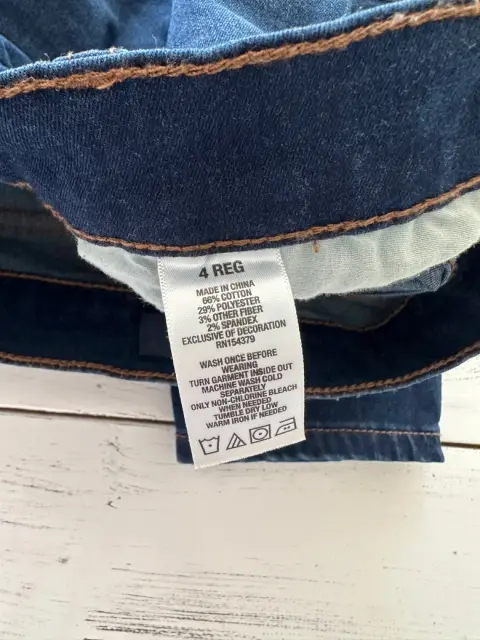 4 REG
MADE IN CHINA
66% COTTON
29% POLYESTER
3% OTHER FIBER
2% SPANDEX
EXCLUSIVE OF DECORATION
RN154379
WASH ONCE BEFORE
WEARING
TURN GARMENT INSIDE OUT
MACHINE WASH COLD
SEPARATELY
ONLY NON-CHLORINE BLEACH
WHEN NEEDED
TUMBLE DRY LOW
WARM IRON IF NEEDED